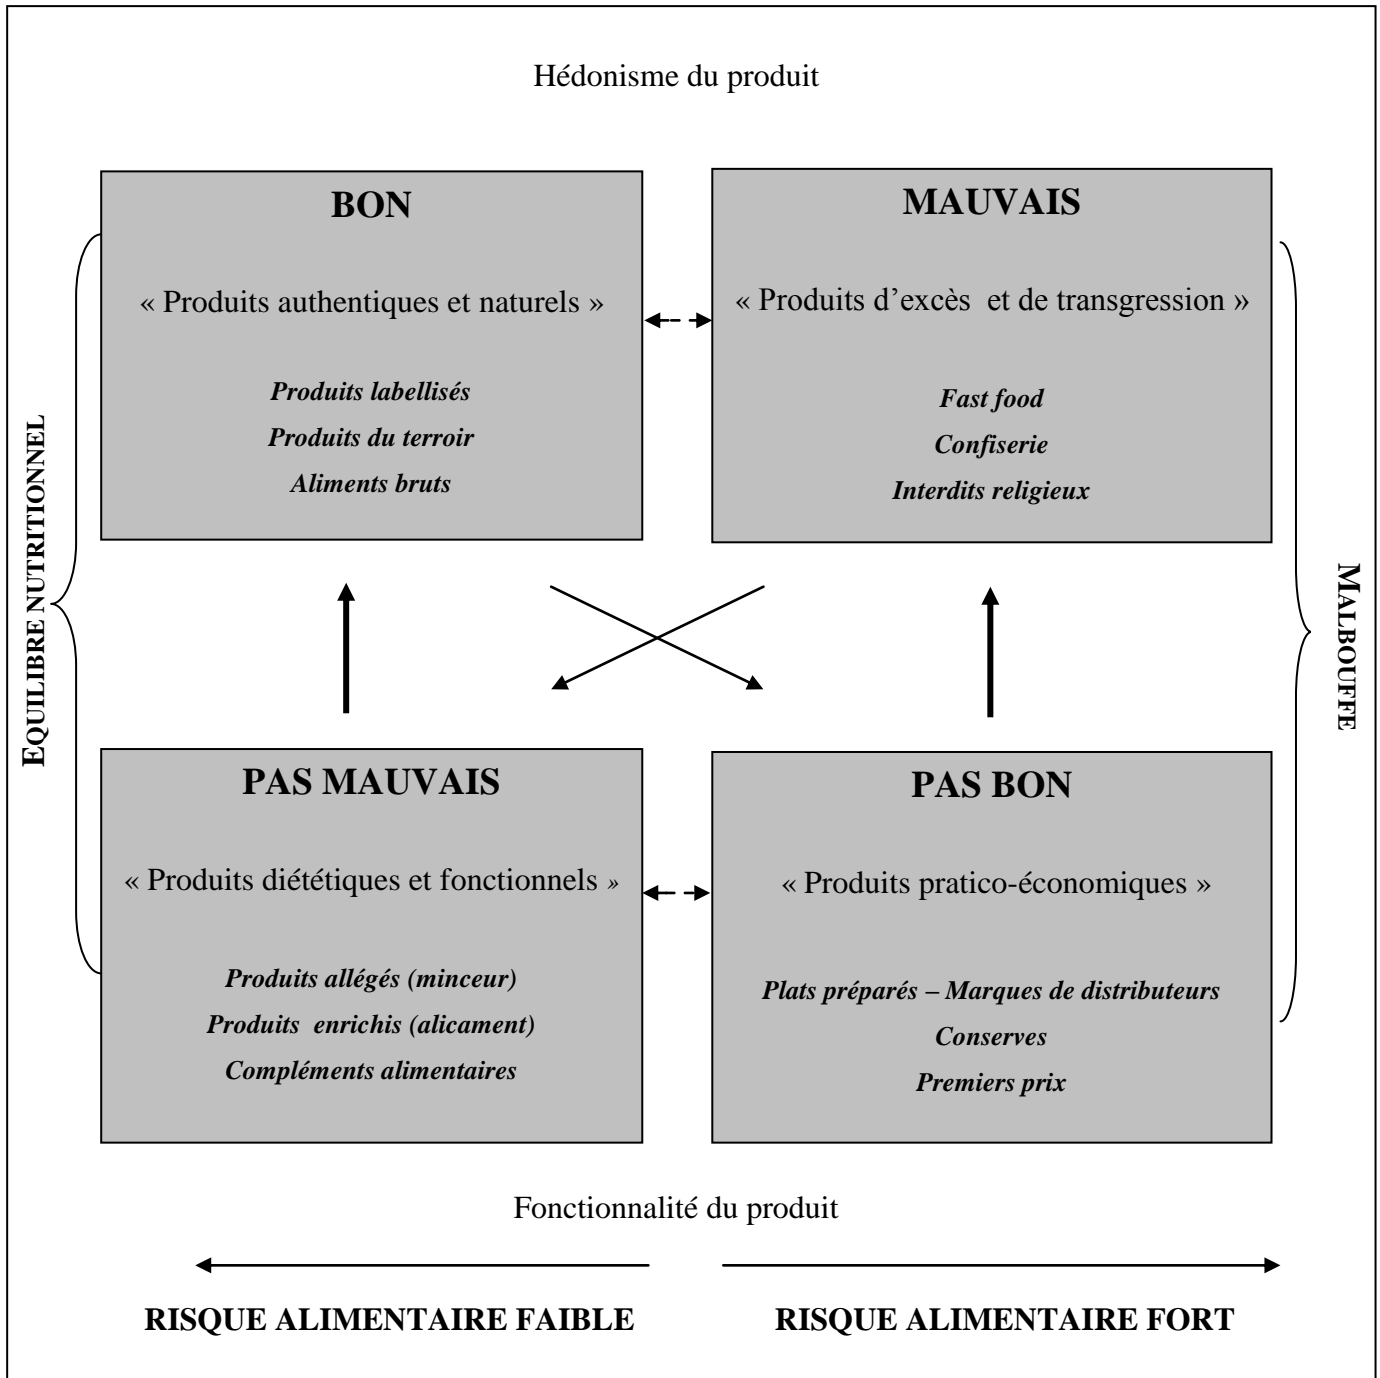 Hédonisme du produit
BON
« Produits authentiques et naturels »
Produits labellisés
Produits du terroir
Aliments bruts
MAUVAIS
« Produits d’excès et de transgression »
Fast food
Confiserie
Interdits religieux
EQUILIBRE NUTRITIONNEL
MALBOUFFE
PAS MAUVAIS
« Produits diététiques et fonctionnels »
Produits allégés (minceur)
Produits enrichis (alicament)
Compléments alimentaires
PAS BON
« Produits pratico-économiques »
Plats préparés – Marques de distributeurs
Conserves
Premiers prix
Fonctionnalité du produit
RISQUE ALIMENTAIRE FAIBLE
RISQUE ALIMENTAIRE FORT